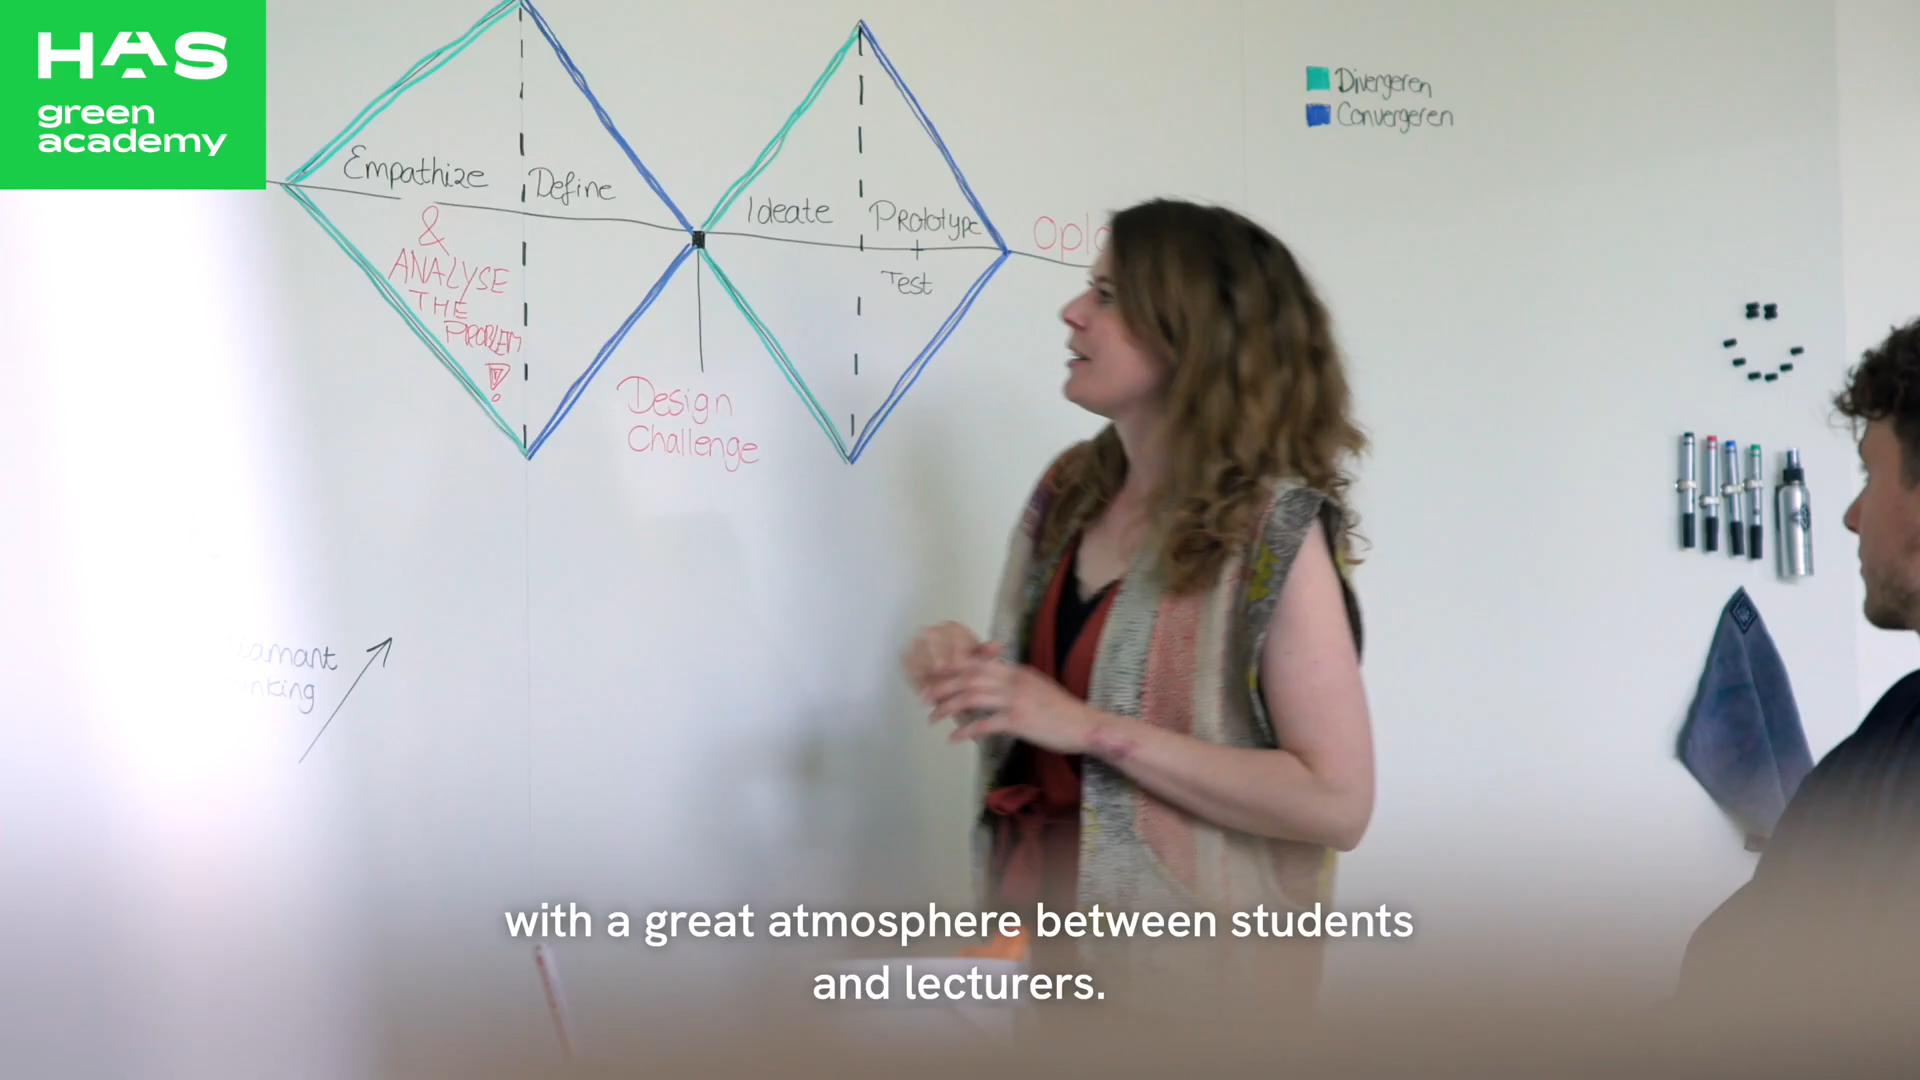 HAS
green
academy
Divergeren
Convergeren
Empathize
Define
Ideate
Prototype
+
Test
&
ANALYSE
THE
PROBLEM
!
Design
Challenge
with a great atmosphere between students
and lecturers.